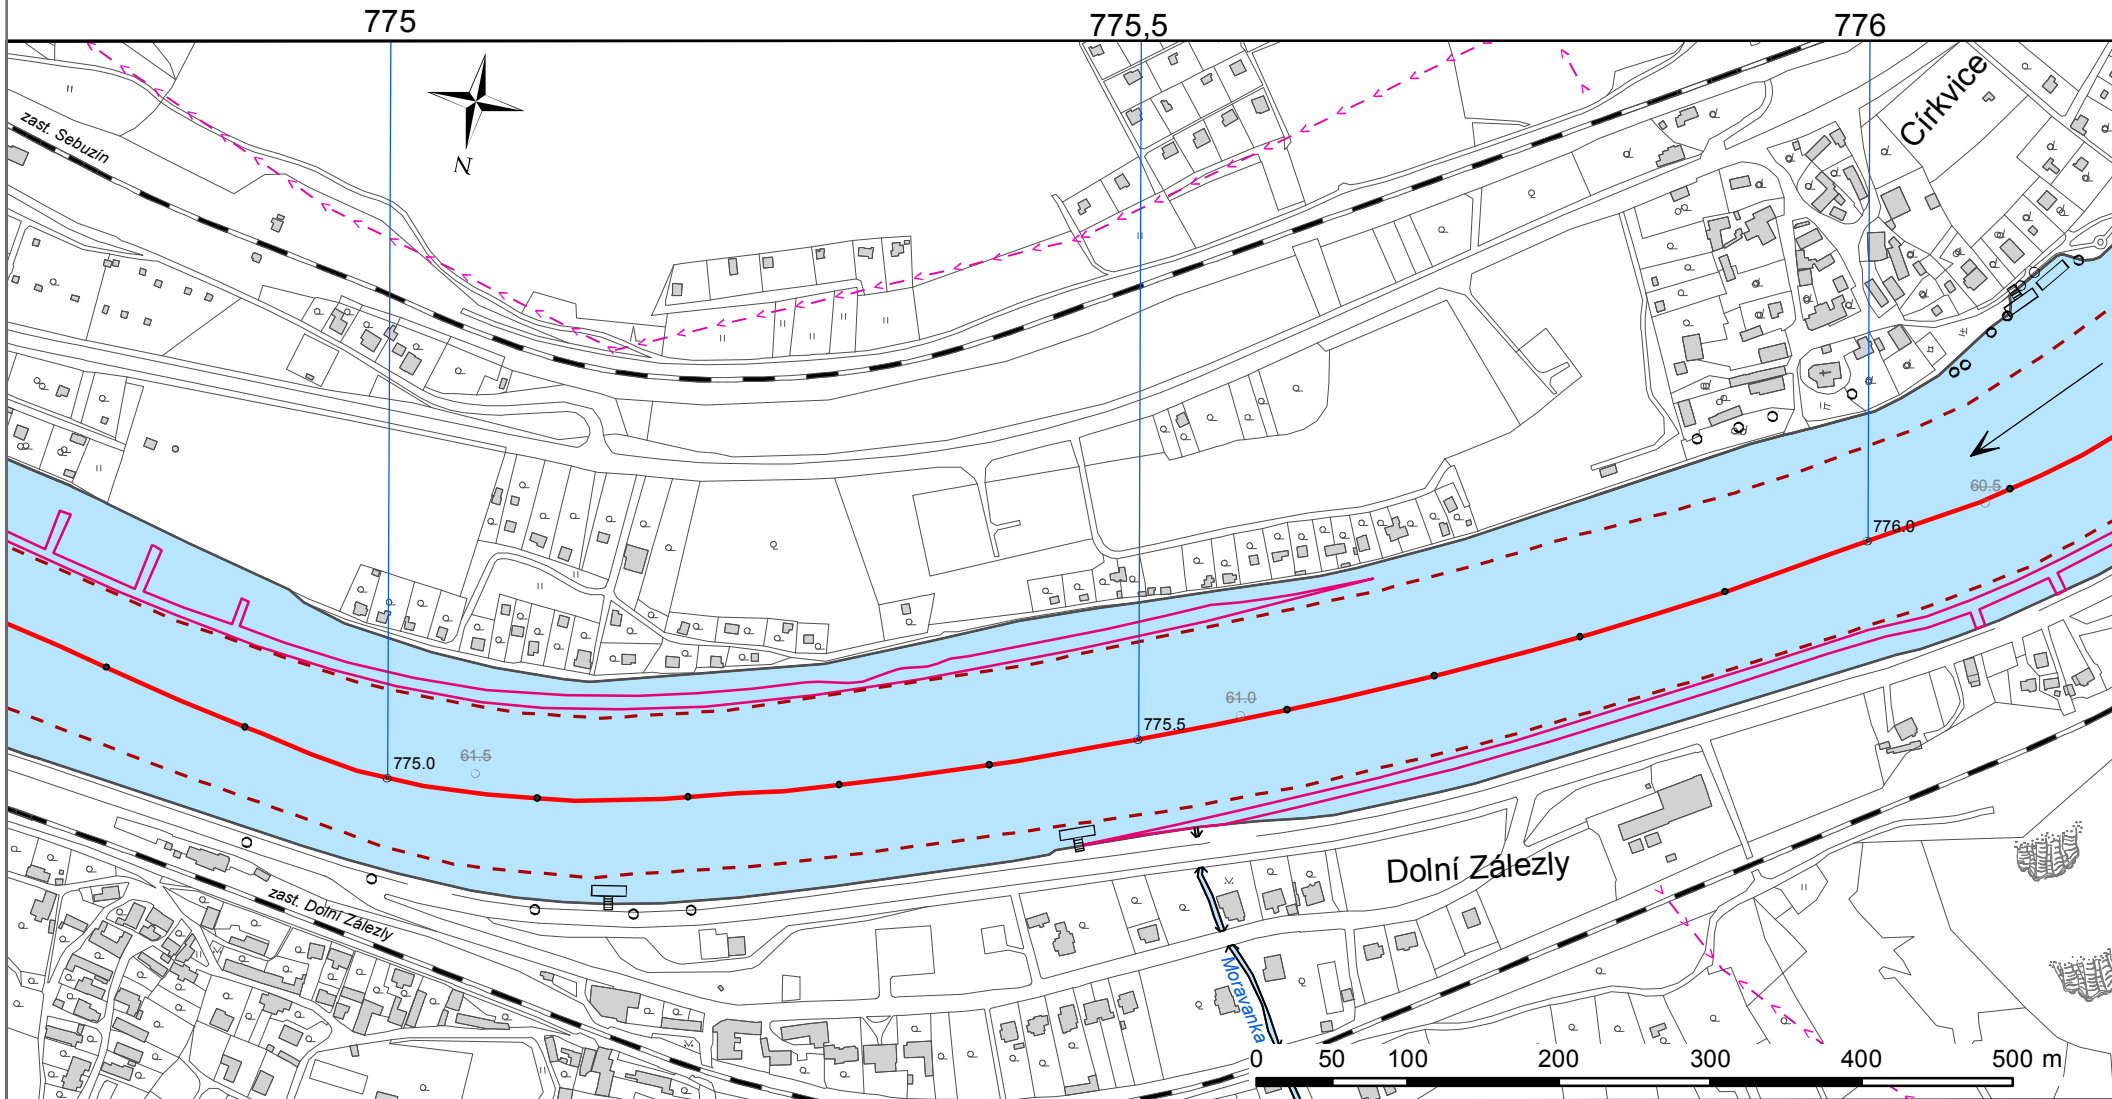 775
775,5
776
Církvice
zast. Sebuzín
N
60.5
776.0
61.0
775.5
61.5
775.0
Dolní Zálezly
zast. Dolní Zálezly
Moravanka
0 50 100 200 300 400 500 m